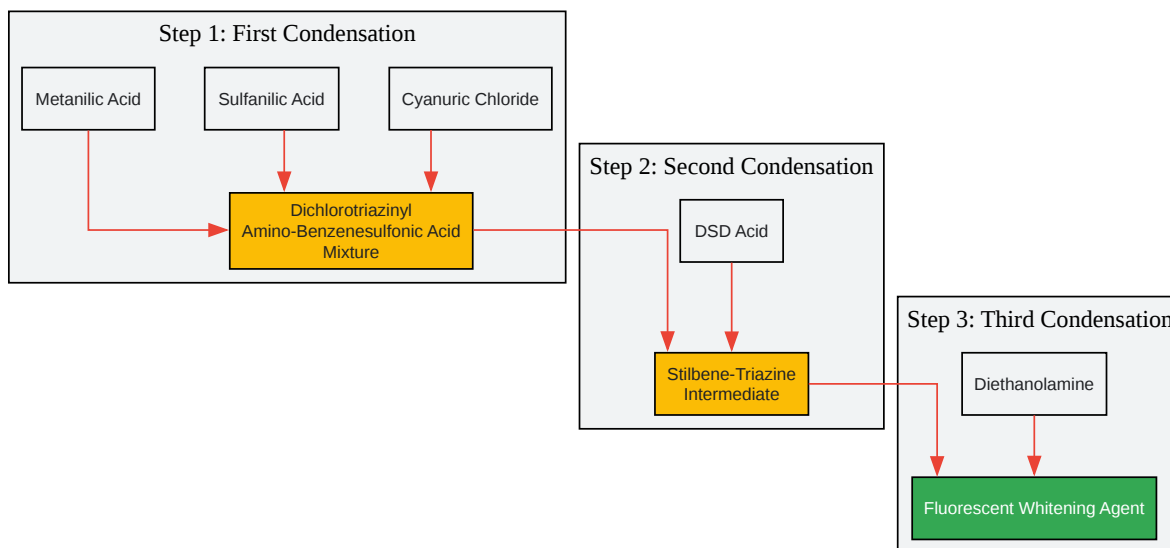 Step 1: First Condensation
Metanilic Acid
Sulfanilic Acid
Cyanuric Chloride
Dichlorotriazinyl
Amino-Benzenesulfonic Acid
Mixture
Step 2: Second Condensation
DSD Acid
Stilbene-Triazine
Intermediate
Step 3: Third Condensation
Diethanolamine
Fluorescent Whitening Agent